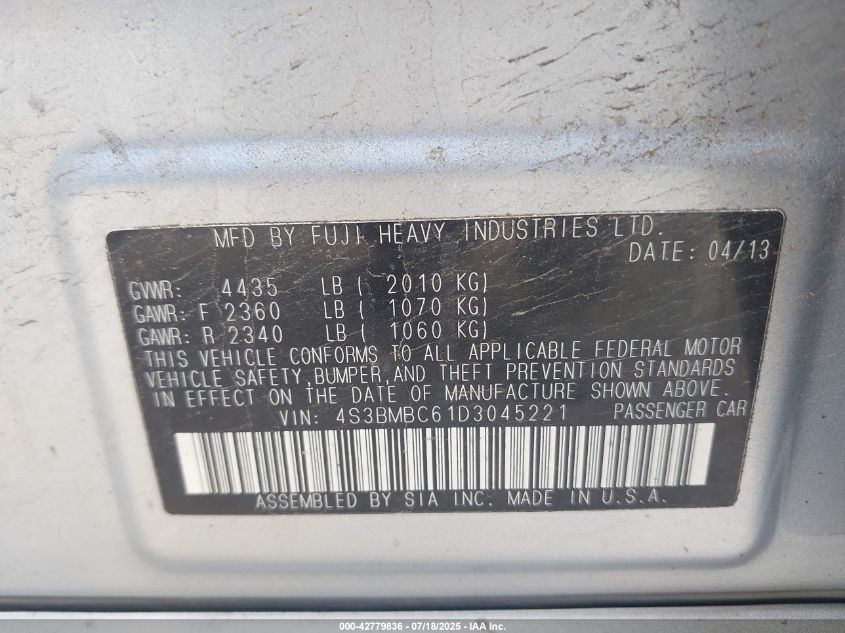 MFD BY FUJI HEAVY INDUSTRIES LTD.
DATE: 04/13
GVWR: 4435 LB ( 2010 KG)
GAWR: F 2360 LB ( 1070 KG)
GAWR: R 2340 LB ( 1060 KG)
THIS VEHICLE CONFORMS TO ALL APPLICABLE FEDERAL MOTOR
VEHICLE SAFETY,BUMPER,AND THEFT PREVENTION STANDARDS
IN EFFECT ON THE DATE OF MANUFACTURE SHOWN ABOVE.
VIN: 4S3BMBC61D3045221 PASSENGER CAR
ASSEMBLED BY SIA INC. MADE IN U.S.A.
000-42779836 - 07/18/2025 - IAA Inc.